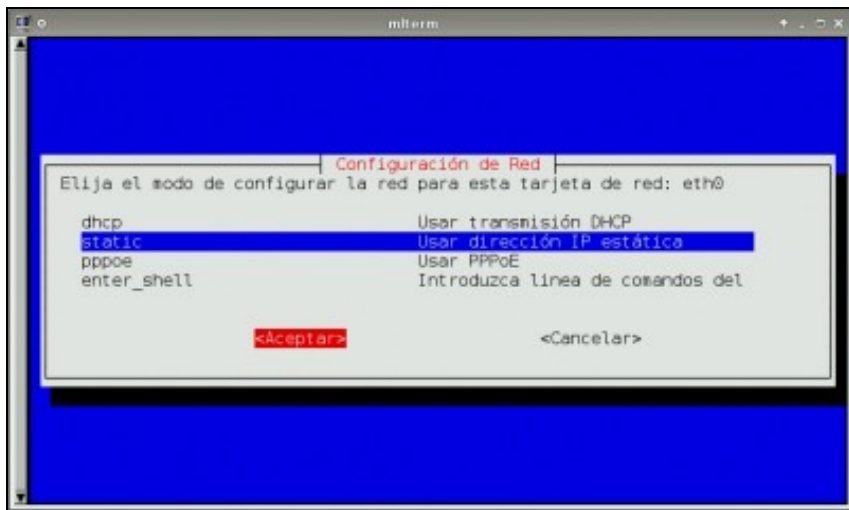 mlterm
Configuración de Red
Elija el modo de configurar la red para esta tarjeta de red: eth0
dhcp Usar transmisión DHCP
static Usar dirección IP estática
pppoe Usar PPPoE
enter_shell Introduzca linea de comandos del
<Aceptar> <Cancelar>